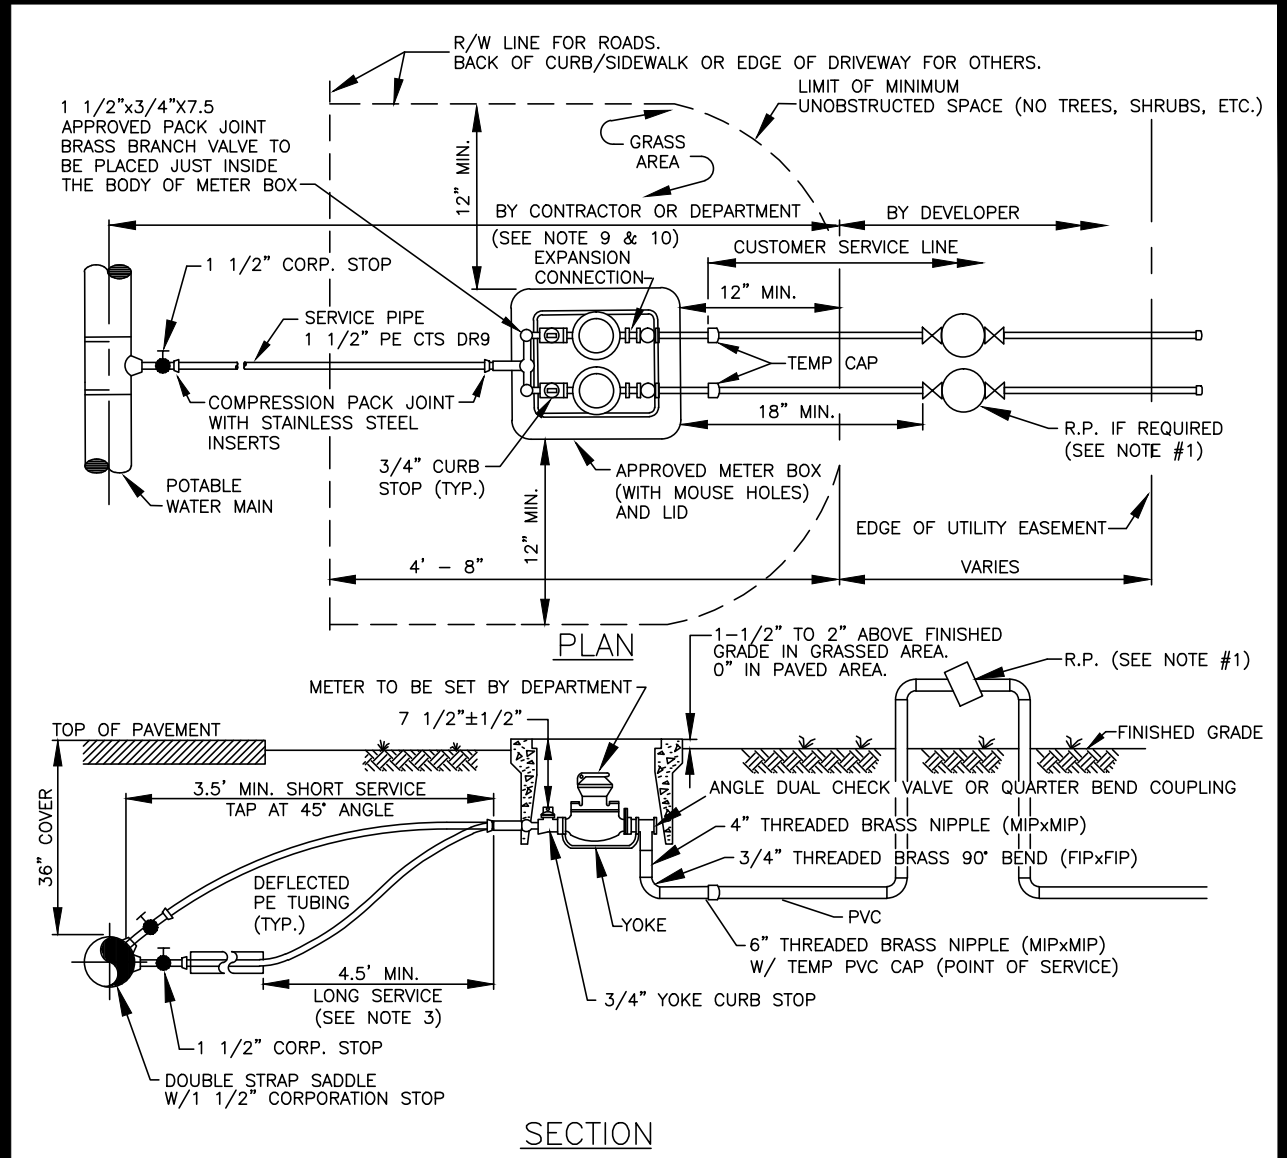 R/W LINE FOR ROADS.
BACK OF CURB/SIDEWALK OR EDGE OF DRIVEWAY FOR OTHERS.
LIMIT OF MINIMUM
UNOBSTRUCTED SPACE (NO TREES, SHRUBS, ETC.)
1 1/2"x3/4"X7.5
APPROVED PACK JOINT
BRASS BRANCH VALVE TO
BE PLACED JUST INSIDE
THE BODY OF METER BOX
12" MIN.
GRASS
AREA
BY CONTRACTOR OR DEPARTMENT
(SEE NOTE 9 & 10)
BY DEVELOPER
CUSTOMER SERVICE LINE
EXPANSION
CONNECTION
1 1/2" CORP. STOP
12" MIN.
SERVICE PIPE
1 1/2" PE CTS DR9
TEMP CAP
COMPRESSION PACK JOINT
WITH STAINLESS STEEL
INSERTS
18" MIN.
R.P. IF REQUIRED
(SEE NOTE #1)
3/4" CURB
STOP (TYP.)
APPROVED METER BOX
(WITH MOUSE HOLES)
AND LID
POTABLE
WATER MAIN
12" MIN.
EDGE OF UTILITY EASEMENT
4' – 8"
VARIES
PLAN
1–1/2" TO 2" ABOVE FINISHED
GRADE IN GRASSED AREA.
0" IN PAVED AREA.
R.P. (SEE NOTE #1)
METER TO BE SET BY DEPARTMENT
7 1/2"±1/2"
TOP OF PAVEMENT
FINISHED GRADE
3.5' MIN. SHORT SERVICE
TAP AT 45° ANGLE
ANGLE DUAL CHECK VALVE OR QUARTER BEND COUPLING
36" COVER
4" THREADED BRASS NIPPLE (MIPxMIP)
3/4" THREADED BRASS 90° BEND (FIPxFIP)
DEFLECTED
PE TUBING
(TYP.)
YOKE
PVC
6" THREADED BRASS NIPPLE (MIPxMIP)
W/ TEMP PVC CAP (POINT OF SERVICE)
4.5' MIN.
LONG SERVICE
(SEE NOTE 3)
3/4" YOKE CURB STOP
1 1/2" CORP. STOP
DOUBLE STRAP SADDLE
W/1 1/2" CORPORATION STOP
SECTION